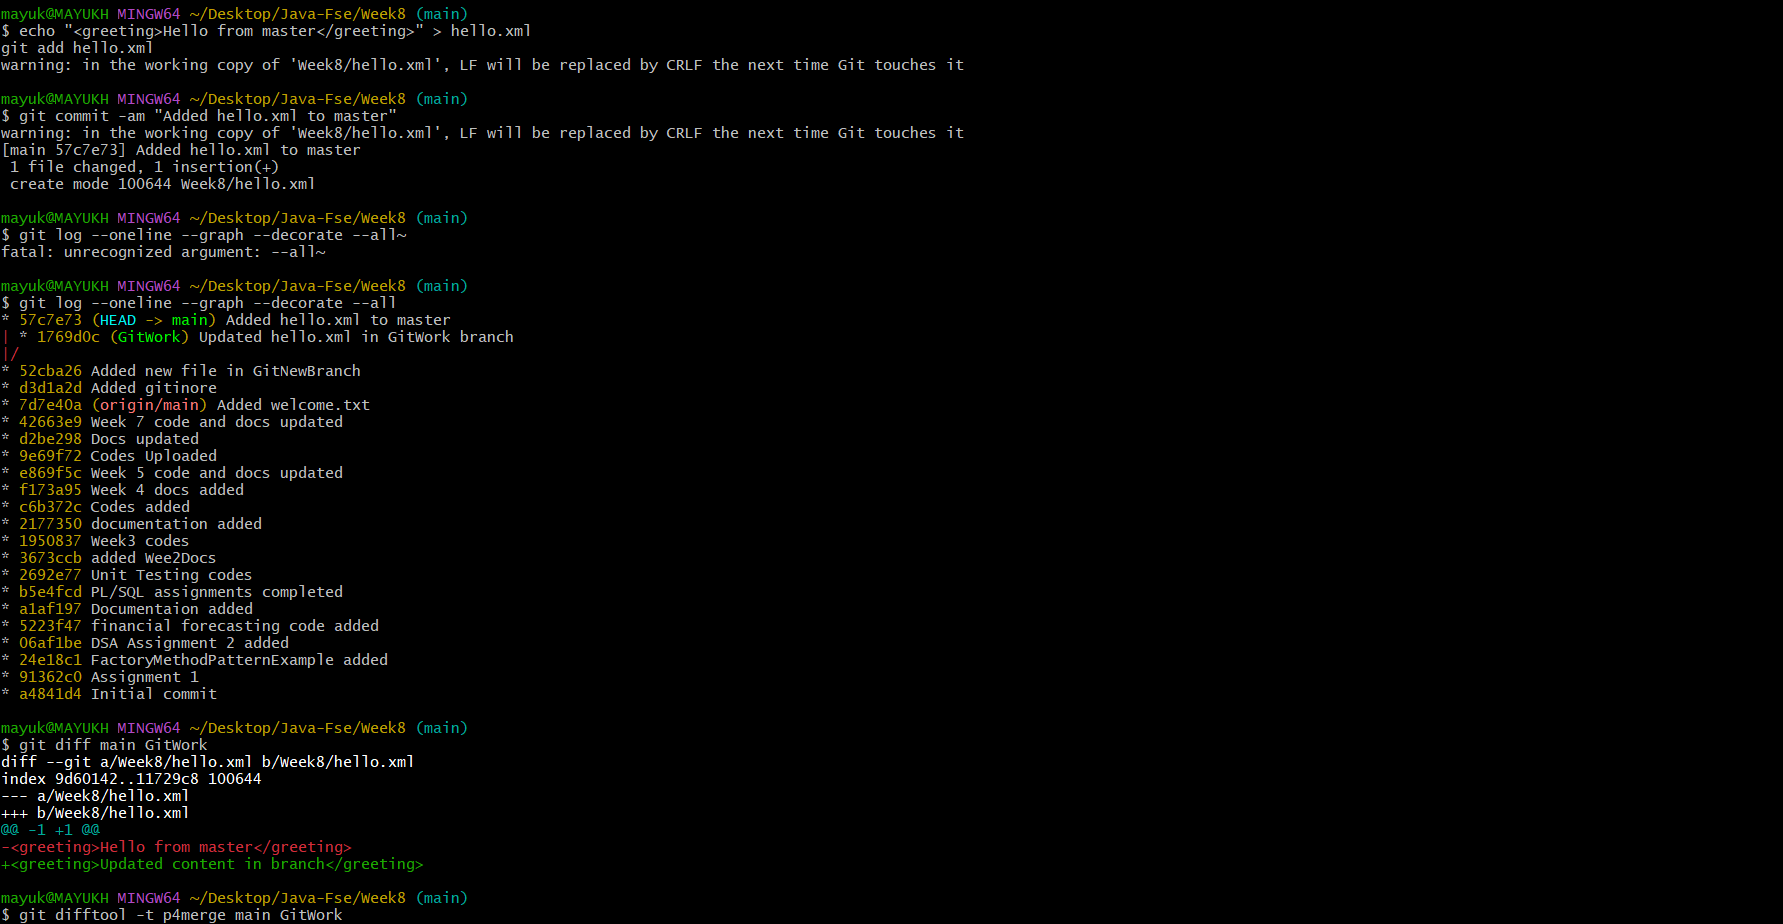 mayuk@MAYUKH MINGW64 ~/Desktop/Java-Fse/Week8 (main)
$ echo "<greeting>Hello from master</greeting>" > hello.xml
git add hello.xml
warning: in the working copy of 'Week8/hello.xml', LF will be replaced by CRLF the next time Git touches it
mayuk@MAYUKH MINGW64 ~/Desktop/Java-Fse/Week8 (main)
$ git commit -am "Added hello.xml to master"
warning: in the working copy of 'Week8/hello.xml', LF will be replaced by CRLF the next time Git touches it
[main 57c7e73] Added hello.xml to master
 1 file changed, 1 insertion(+)
 create mode 100644 Week8/hello.xml
mayuk@MAYUKH MINGW64 ~/Desktop/Java-Fse/Week8 (main)
$ git log --oneline --graph --decorate --all~
fatal: unrecognized argument: --all~
mayuk@MAYUKH MINGW64 ~/Desktop/Java-Fse/Week8 (main)
$ git log --oneline --graph --decorate --all
* 57c7e73 (HEAD -> main) Added hello.xml to master
| * 1769d0c (GitWork) Updated hello.xml in GitWork branch
|/
* 52cba26 Added new file in GitNewBranch
* d3d1a2d Added gitinore
* 7d7e40a (origin/main) Added welcome.txt
* 42663e9 Week 7 code and docs updated
* d2be298 Docs updated
* 9e69f72 Codes Uploaded
* e869f5c Week 5 code and docs updated
* f173a95 Week 4 docs added
* c6b372c Codes added
* 2177350 documentation added
* 1950837 Week3 codes
* 3673ccb added Wee2Docs
* 2692e77 Unit Testing codes
* b5e4fcd PL/SQL assignments completed
* a1af197 Documentaion added
* 5223f47 financial forecasting code added
* 06af1be DSA Assignment 2 added
* 24e18c1 FactoryMethodPatternExample added
* 91362c0 Assignment 1
* a4841d4 Initial commit
mayuk@MAYUKH MINGW64 ~/Desktop/Java-Fse/Week8 (main)
$ git diff main GitWork
diff --git a/Week8/hello.xml b/Week8/hello.xml
index 9d60142..11729c8 100644
--- a/Week8/hello.xml
+++ b/Week8/hello.xml
@@ -1 +1 @@
-<greeting>Hello from master</greeting>
+<greeting>Updated content in branch</greeting>
mayuk@MAYUKH MINGW64 ~/Desktop/Java-Fse/Week8 (main)
$ git difftool -t p4merge main GitWork